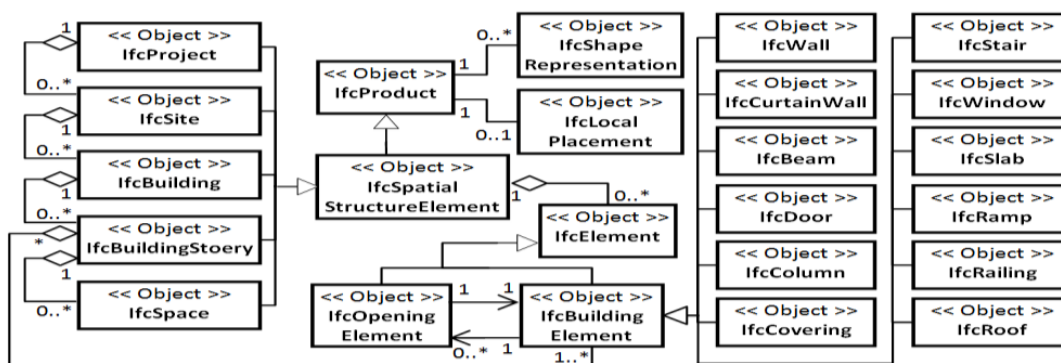 1
<< Object >>
IfcProject
0..*
<< Object >>
IfcSite
1
0..*
<< Object >>
IfcBuilding
1
0..*
*
<< Object >>
IfcBuildingStoery
1
0..*
<< Object >>
IfcSpace
<< Object >>
IfcProduct
1
0..*
<< Object >>
IfcShape
Representation
1
0..1
<< Object >>
IfcLocal
Placement
<< Object >>
IfcSpatial
StructureElement
1
0..*
<< Object >>
IfcElement
<< Object >>
IfcOpening
Element
1
1
0..*
1
<< Object >>
IfcBuilding
Element
1..*
<< Object >>
IfcWall
<< Object >>
IfcCurtainWall
<< Object >>
IfcBeam
<< Object >>
IfcDoor
<< Object >>
IfcColumn
<< Object >>
IfcCovering
<< Object >>
IfcStair
<< Object >>
IfcWindow
<< Object >>
IfcSlab
<< Object >>
IfcRamp
<< Object >>
IfcRailing
<< Object >>
IfcRoof